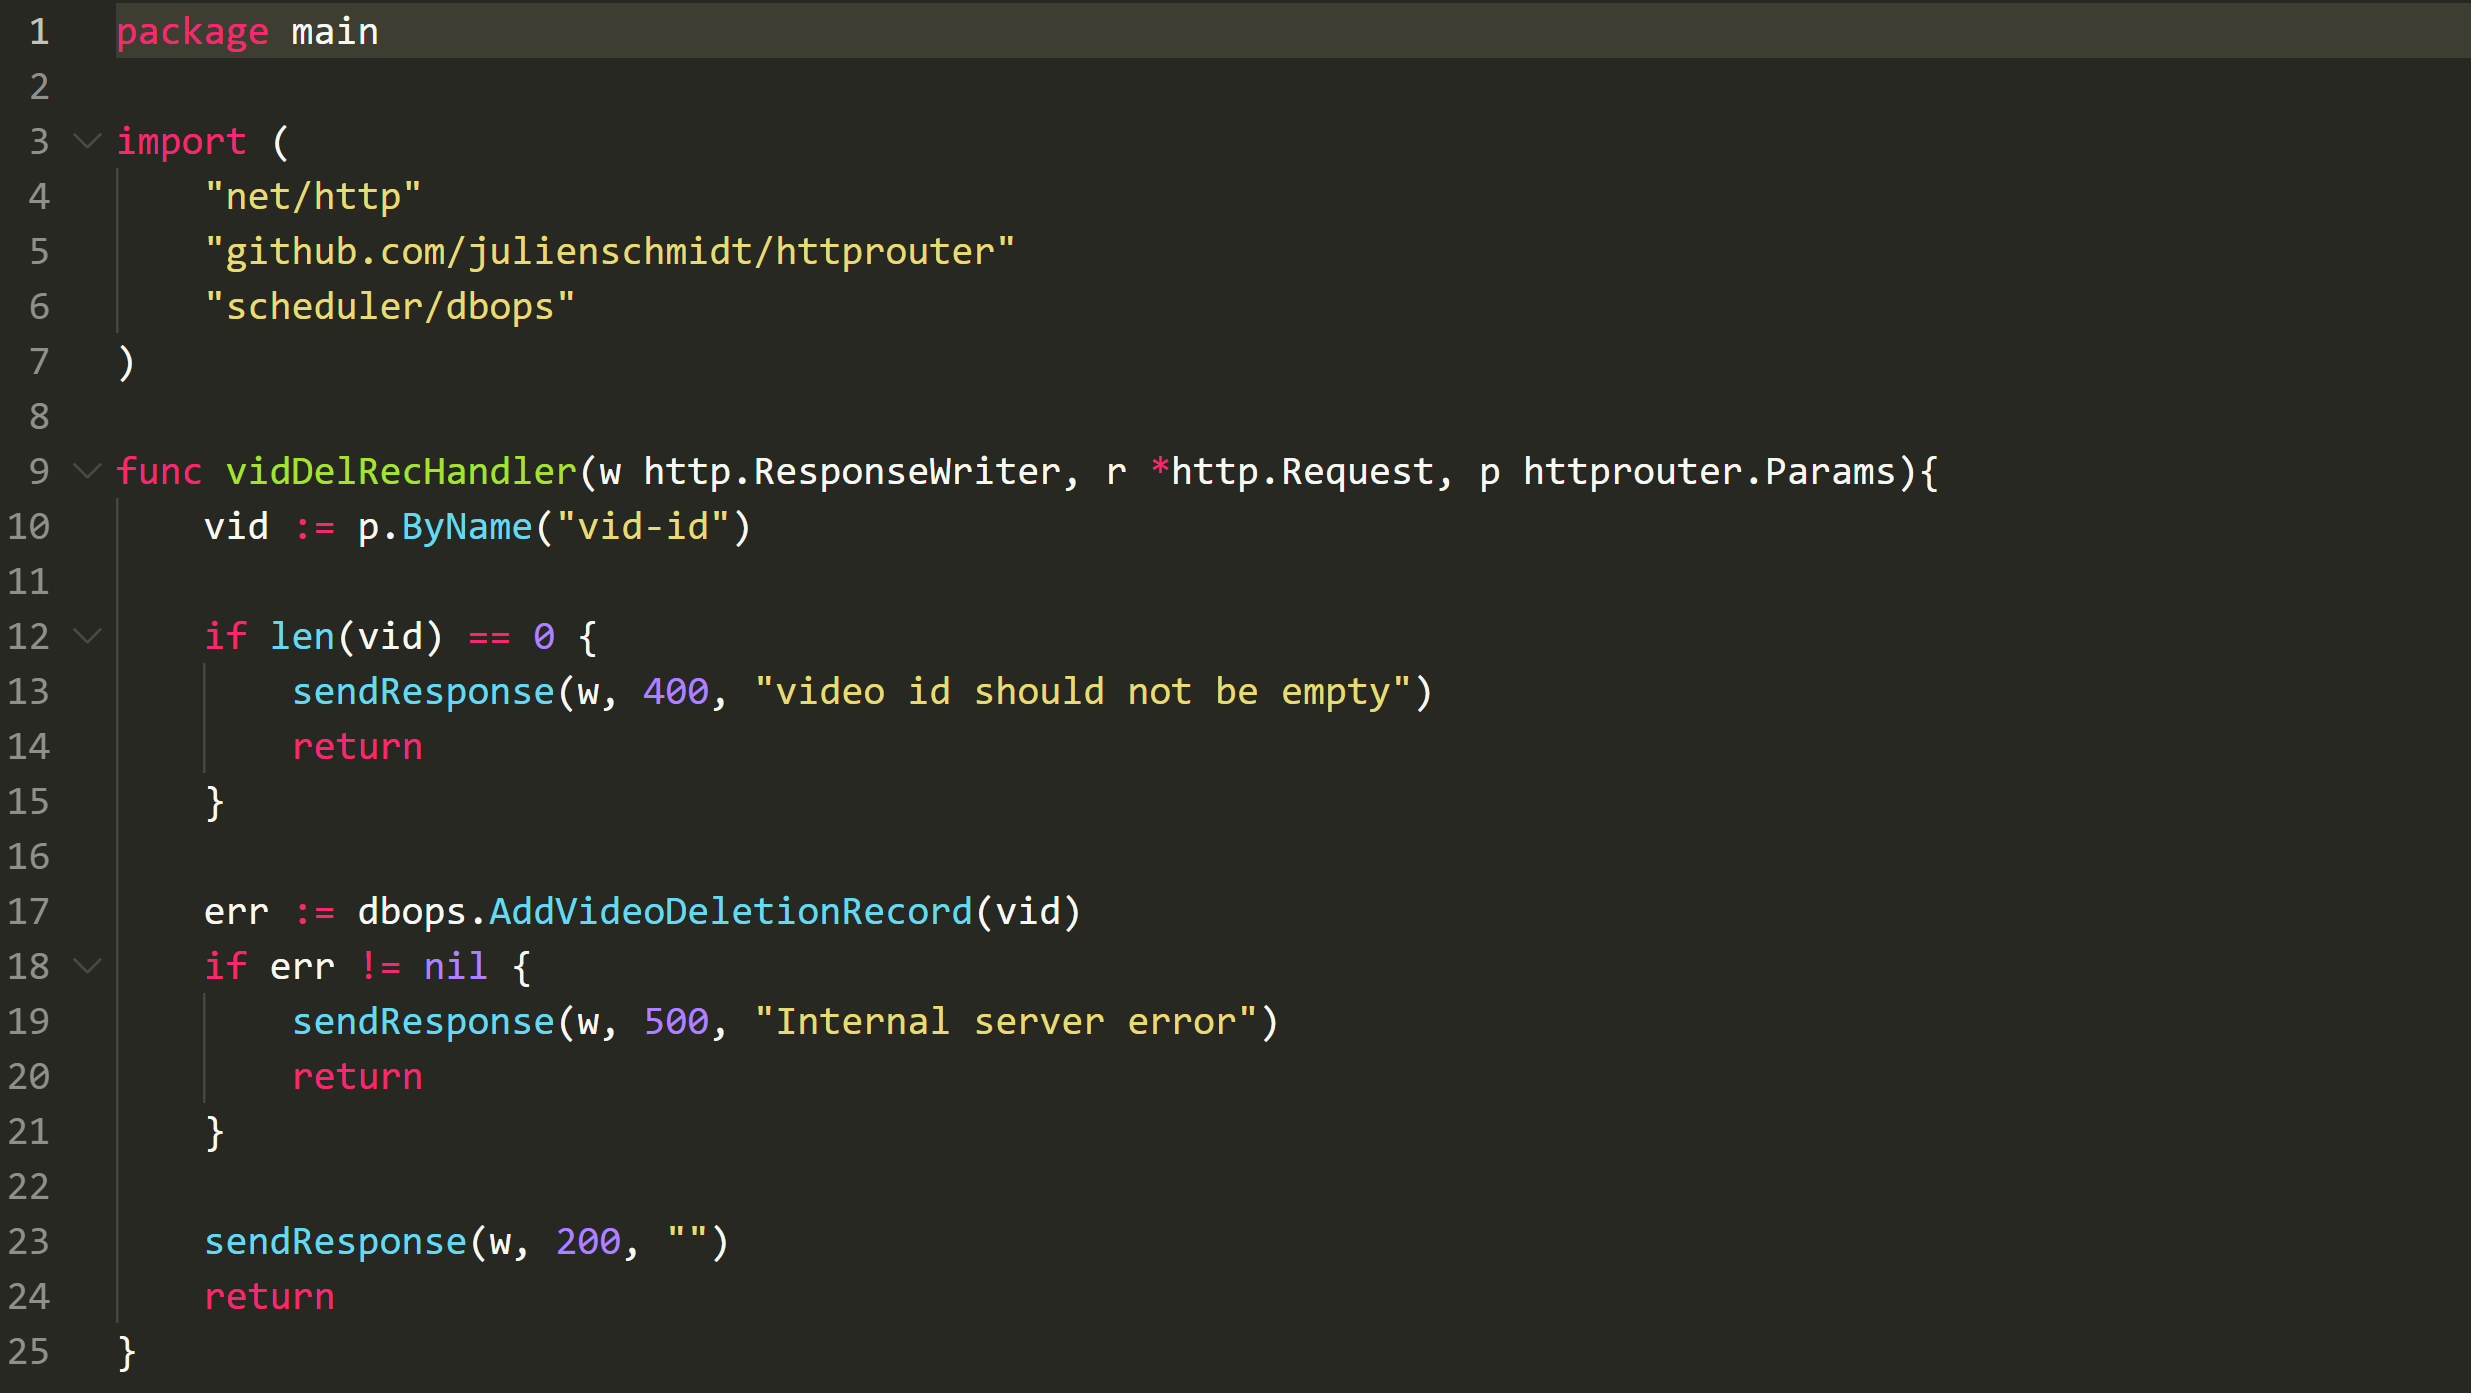 1 package main
2
3 import (
4     "net/http"
5     "github.com/julienschmidt/httprouter"
6     "scheduler/dbops"
7 )
8
9 func vidDelRecHandler(w http.ResponseWriter, r *http.Request, p httprouter.Params){
10     vid := p.ByName("vid-id")
11
12     if len(vid) == 0 {
13         sendResponse(w, 400, "video id should not be empty")
14         return
15     }
16
17     err := dbops.AddVideoDeletionRecord(vid)
18     if err != nil {
19         sendResponse(w, 500, "Internal server error")
20         return
21     }
22
23     sendResponse(w, 200, "")
24     return
25 }